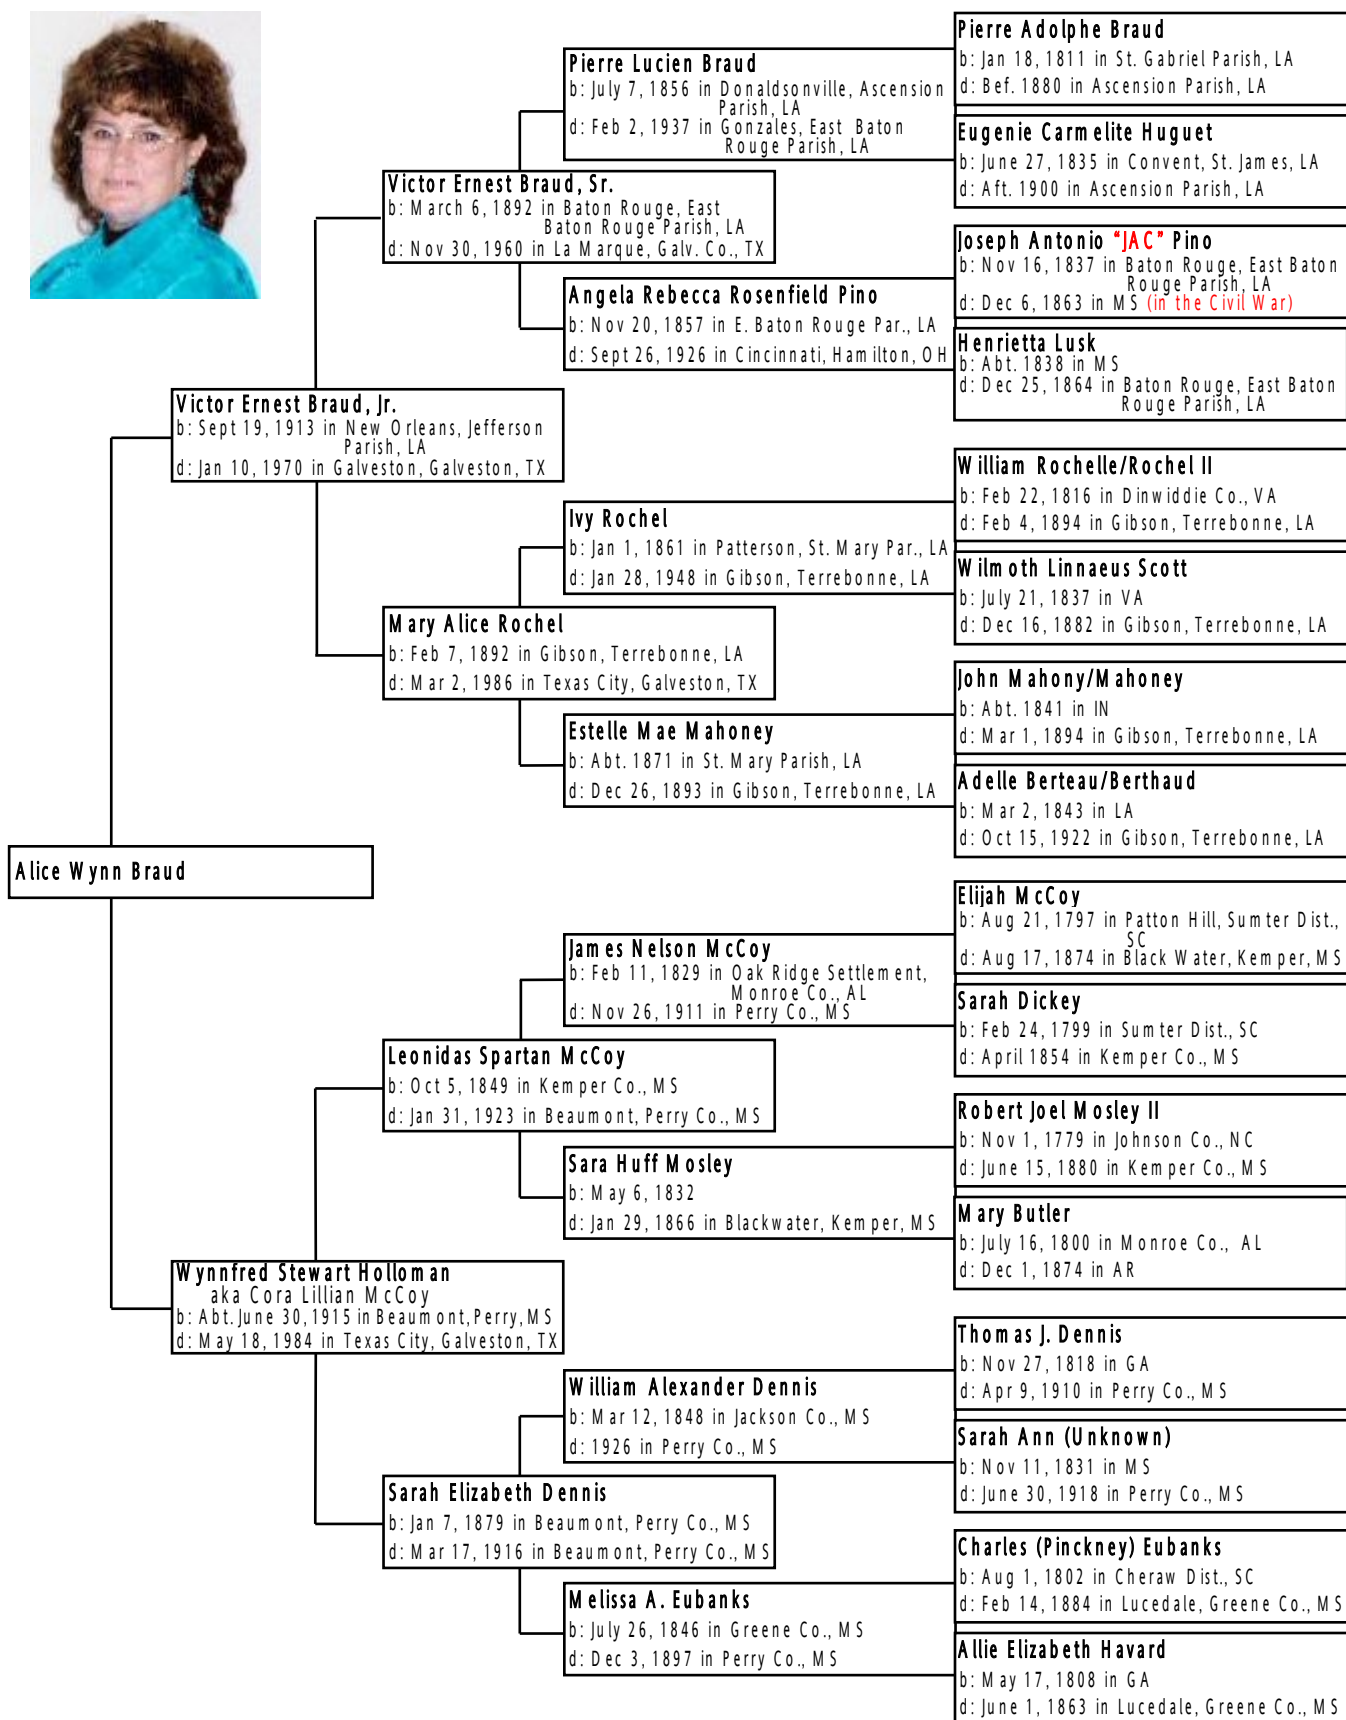 Pierre Adolphe Braud
b: Jan 18, 1811 in St. Gabriel Parish, LA
d: Bef. 1880 in Ascension Parish, LA
Pierre Lucien Braud
b: July 7, 1856 in Donaldsonville, Ascension
Parish, LA
d: Feb 2, 1937 in Gonzales, East Baton
Rouge Parish, LA
Eugenie Carmelite Huguet
b: June 27, 1835 in Convent, St. James, LA
d: Aft. 1900 in Ascension Parish, LA
Victor Ernest Braud, Sr.
b: March 6, 1892 in Baton Rouge, East
Baton Rouge Parish, LA
d: Nov 30, 1960 in La Marque, Galv. Co., TX
Joseph Antonio “JAC” Pino
b: Nov 16, 1837 in Baton Rouge, East Baton
Rouge Parish, LA
d: Dec 6, 1863 in MS (in the Civil War)
Angela Rebecca Rosenfield Pino
b: Nov 20, 1857 in E. Baton Rouge Par., LA
d: Sept 26, 1926 in Cincinnati, Hamilton, OH
Henrietta Lusk
b: Abt. 1838 in MS
d: Dec 25, 1864 in Baton Rouge, East Baton
Rouge Parish, LA
Victor Ernest Braud, Jr.
b: Sept 19, 1913 in New Orleans, Jefferson
Parish, LA
d: Jan 10, 1970 in Galveston, Galveston, TX
William Rochelle/Rochel II
b: Feb 22, 1816 in Dinwiddie Co., VA
d: Feb 4, 1894 in Gibson, Terrebonne, LA
Ivy Rochel
b: Jan 1, 1861 in Patterson, St. Mary Par., LA
d: Jan 28, 1948 in Gibson, Terrebonne, LA
Wilmoth Linnaeus Scott
b: July 21, 1837 in VA
d: Dec 16, 1882 in Gibson, Terrebonne, LA
Mary Alice Rochel
b: Feb 7, 1892 in Gibson, Terrebonne, LA
d: Mar 2, 1986 in Texas City, Galveston, TX
John Mahony/Mahoney
b: Abt. 1841 in IN
d: Mar 1, 1894 in Gibson, Terrebonne, LA
Estelle Mae Mahoney
b: Abt. 1871 in St. Mary Parish, LA
d: Dec 26, 1893 in Gibson, Terrebonne, LA
Adelle Berteau/Berthaud
b: Mar 2, 1843 in LA
d: Oct 15, 1922 in Gibson, Terrebonne, LA
Alice Wynn Braud
Elijah McCoy
b: Aug 21, 1797 in Patton Hill, Sumter Dist.,
SC
d: Aug 17, 1874 in Black Water, Kemper, MS
James Nelson McCoy
b: Feb 11, 1829 in Oak Ridge Settlement,
Monroe Co., AL
d: Nov 26, 1911 in Perry Co., MS
Sarah Dickey
b: Feb 24, 1799 in Sumter Dist., SC
d: April 1854 in Kemper Co., MS
Leonidas Spartan McCoy
b: Oct 5, 1849 in Kemper Co., MS
d: Jan 31, 1923 in Beaumont, Perry Co., MS
Robert Joel Mosley II
b: Nov 1, 1779 in Johnson Co., NC
d: June 15, 1880 in Kemper Co., MS
Sara Huff Mosley
b: May 6, 1832
d: Jan 29, 1866 in Blackwater, Kemper, MS
Mary Butler
b: July 16, 1800 in Monroe Co., AL
d: Dec 1, 1874 in AR
Wynnfred Stewart Holloman
aka Cora Lillian McCoy
b: Abt. June 30, 1915 in Beaumont, Perry, MS
d: May 18, 1984 in Texas City, Galveston, TX
Thomas J. Dennis
b: Nov 27, 1818 in GA
d: Apr 9, 1910 in Perry Co., MS
William Alexander Dennis
b: Mar 12, 1848 in Jackson Co., MS
d: 1926 in Perry Co., MS
Sarah Ann (Unknown)
b: Nov 11, 1831 in MS
d: June 30, 1918 in Perry Co., MS
Sarah Elizabeth Dennis
b: Jan 7, 1879 in Beaumont, Perry Co., MS
d: Mar 17, 1916 in Beaumont, Perry Co., MS
Charles (Pinckney) Eubanks
b: Aug 1, 1802 in Cheraw Dist., SC
d: Feb 14, 1884 in Lucedale, Greene Co., MS
Melissa A. Eubanks
b: July 26, 1846 in Greene Co., MS
d: Dec 3, 1897 in Perry Co., MS
Allie Elizabeth Havard
b: May 17, 1808 in GA
d: June 1, 1863 in Lucedale, Greene Co., MS